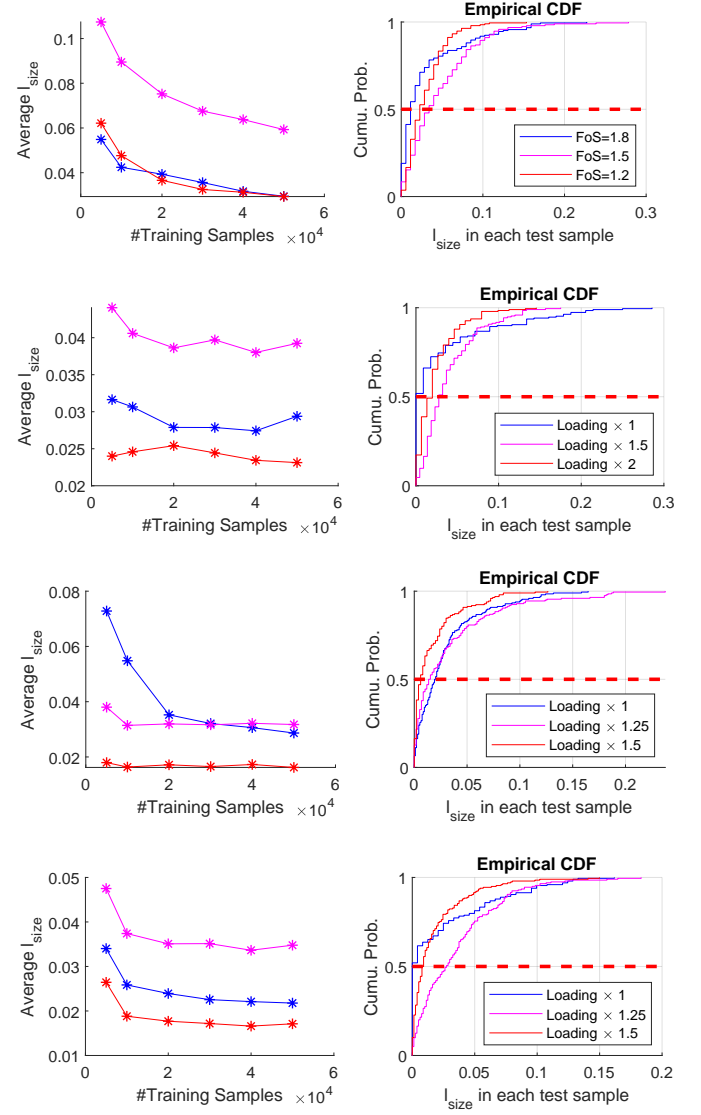 Empirical CDF
0.1
0.08
0.06
0.04
Average I_size
0
2
4
6
#Training Samples ×10^4
1
0.5
0
Cumu. Prob.
FoS=1.8
FoS=1.5
FoS=1.2
0
0.1
0.2
0.3
I_size in each test sample
Empirical CDF
0.04
0.035
0.03
0.025
0.02
Average I_size
0
2
4
6
#Training Samples ×10^4
1
0.5
0
Cumu. Prob.
Loading × 1
Loading × 1.5
Loading × 2
0
0.1
0.2
0.3
I_size in each test sample
Empirical CDF
0.08
0.06
0.04
0.02
Average I_size
0
2
4
6
#Training Samples ×10^4
1
0.5
0
Cumu. Prob.
Loading × 1
Loading × 1.25
Loading × 1.5
0
0.05
0.1
0.15
0.2
I_size in each test sample
Empirical CDF
0.05
0.04
0.03
0.02
0.01
Average I_size
0
2
4
6
#Training Samples ×10^4
1
0.5
0
Cumu. Prob.
Loading × 1
Loading × 1.25
Loading × 1.5
0
0.05
0.1
0.15
0.2
I_size in each test sample